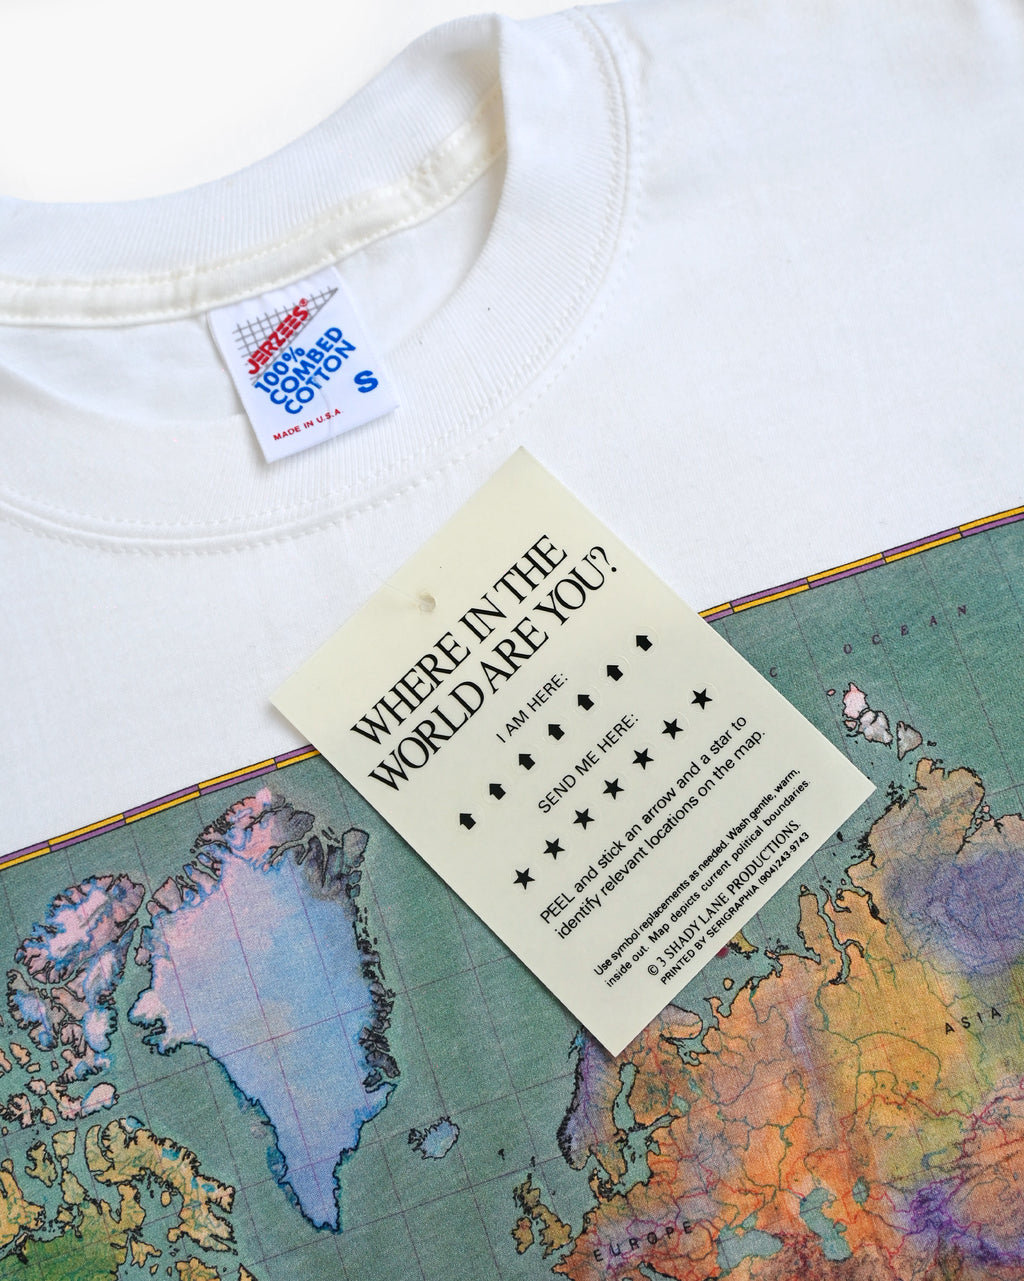 JERZEES®
100%
COMBED
COTTON
S
MADE IN U.S.A.
WHERE IN THE
WORLD ARE YOU?
I AM HERE:
SEND ME HERE:
PEEL and stick an arrow and a star to
identify relevant locations on the map.
Use symbol replacements as needed. Wash gentle, warm,
inside out. Map depicts current political boundaries.
© 3 SHADY LANE PRODUCTIONS.
PRINTED BY SERIGRAPHIA (904)243-9743
C OCEAN
ASIA
EUROPE